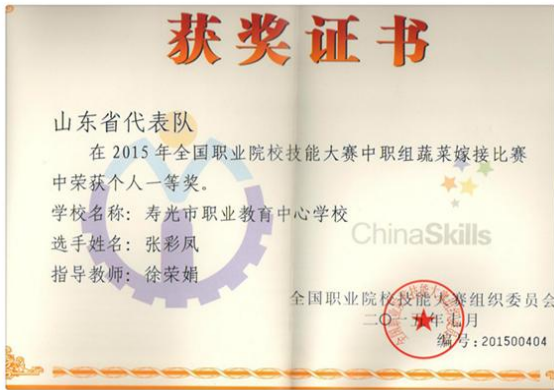 获奖证书
山东省代表队
在2015年全国职业院校技能大赛中职组蔬菜嫁接比赛
中荣获个人一等奖。
学校名称：寿光市职业教育中心学校
选手姓名：张彩凤
指导教师：徐荣娟
ChinaSkills
全国职业院校技能大赛组织委员会
二〇一五年七月
编号：201500404